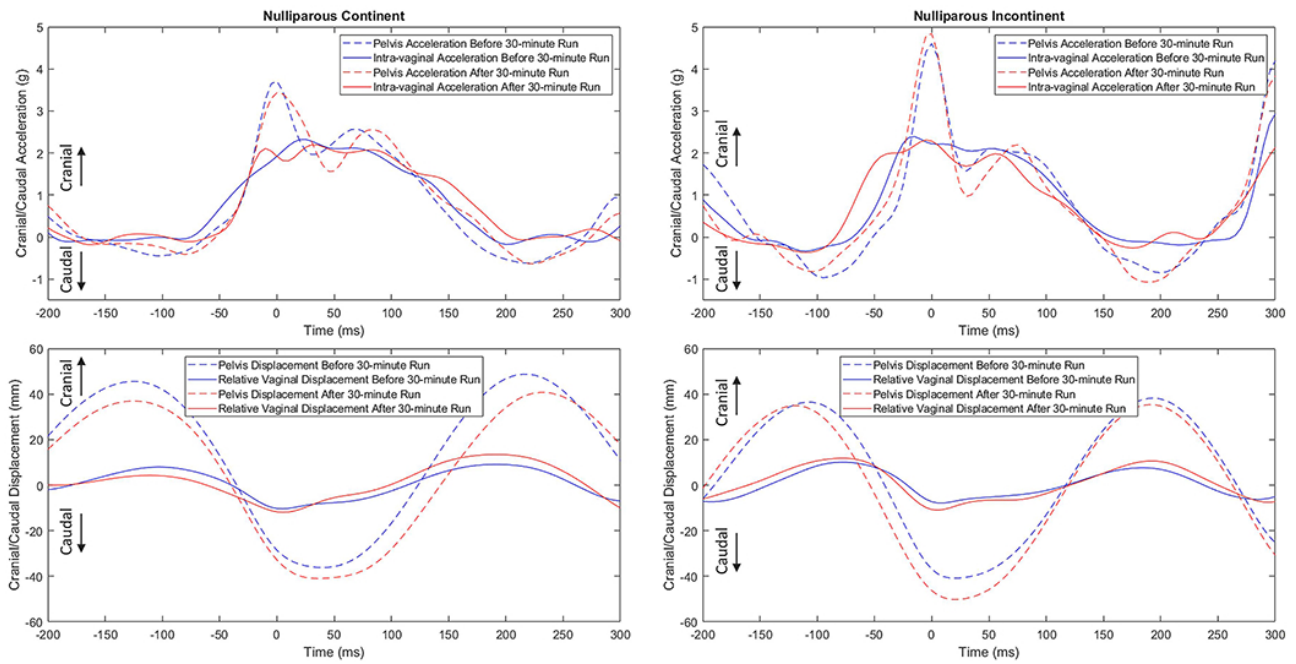 Nulliparous Continent
Cranial/Caudal Acceleration (g)
5
4
3
2
1
0
-1
Cranial
Caudal
Pelvis Acceleration Before 30-minute Run
Intra-vaginal Acceleration Before 30-minute Run
Pelvis Acceleration After 30-minute Run
Intra-vaginal Acceleration After 30-minute Run
-200 -150 -100 -50 0 50 100 150 200 250 300
Time (ms)
Nulliparous Incontinent
Cranial/Caudal Acceleration (g)
5
4
3
2
1
0
-1
Cranial
Caudal
Pelvis Acceleration Before 30-minute Run
Intra-vaginal Acceleration Before 30-minute Run
Pelvis Acceleration After 30-minute Run
Intra-vaginal Acceleration After 30-minute Run
-200 -150 -100 -50 0 50 100 150 200 250 300
Time (ms)
Cranial/Caudal Displacement (mm)
60
40
20
0
-20
-40
-60
Cranial
Caudal
Pelvis Displacement Before 30-minute Run
Relative Vaginal Displacement Before 30-minute Run
Pelvis Displacement After 30-minute Run
Relative Vaginal Displacement After 30-minute Run
-200 -150 -100 -50 0 50 100 150 200 250 300
Time (ms)
Cranial/Caudal Displacement (mm)
60
40
20
0
-20
-40
-60
Cranial
Caudal
Pelvis Displacement Before 30-minute Run
Relative Vaginal Displacement Before 30-minute Run
Pelvis Displacement After 30-minute Run
Relative Vaginal Displacement After 30-minute Run
-200 -150 -100 -50 0 50 100 150 200 250 300
Time (ms)